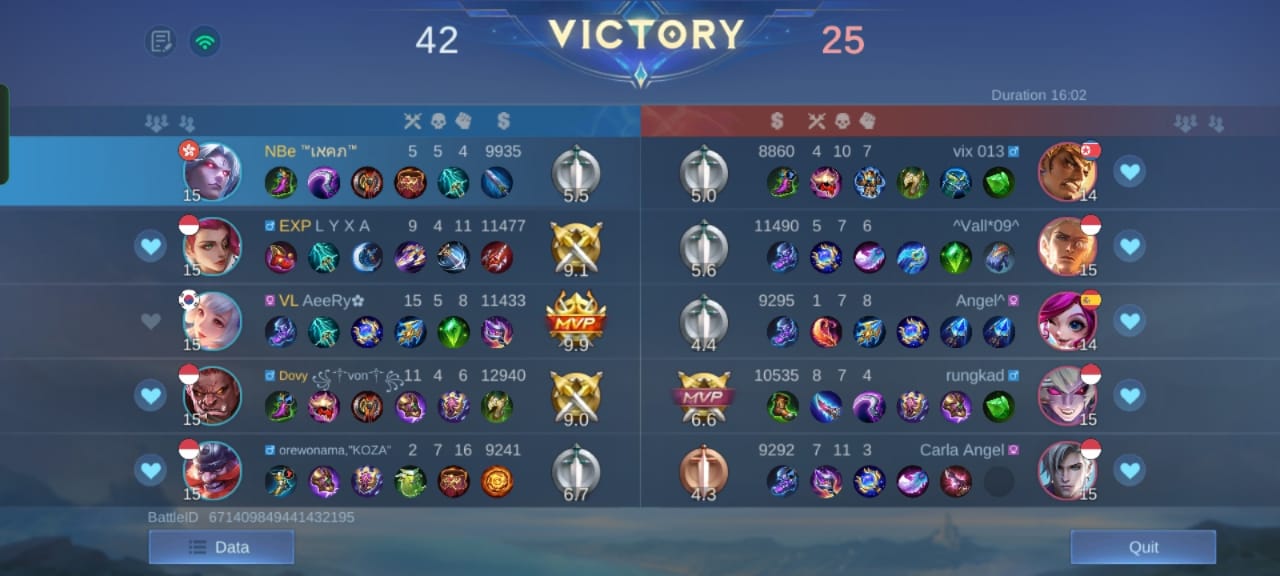 42 VICTORY 25
Duration 16:02
NBe ™เคภ™ 5 5 4 9935
15 5.5
8860 4 10 7 vix 013
5.0 14
EXP L Y X A 9 4 11 11477
15 9.1
11490 5 7 6 ^Vall*09^
5.6 15
VL AeeRy✿ 15 5 8 11433
15 MVP 9.9
9295 1 7 8 Angel^
4.4 14
Dovy von 11 4 6 12940
15 9.0
10535 8 7 4 rungkad
MVP 6.6 15
orewonama,"KOZA" 2 7 16 9241
15 6.7
9292 7 11 3 Carla Angel
4.3 15
BattleID 671409849441432195
Data Quit